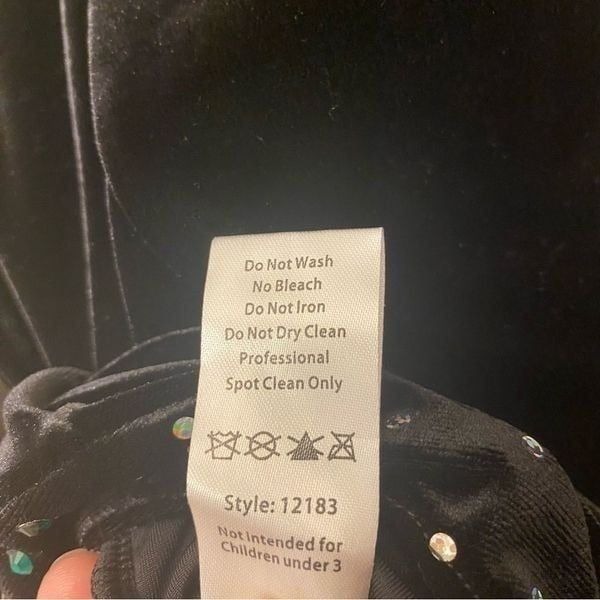 Do Not Wash
No Bleach
Do Not Iron
Do Not Dry Clean
Professional
Spot Clean Only
Style: 12183
Not Intended for
Children under 3